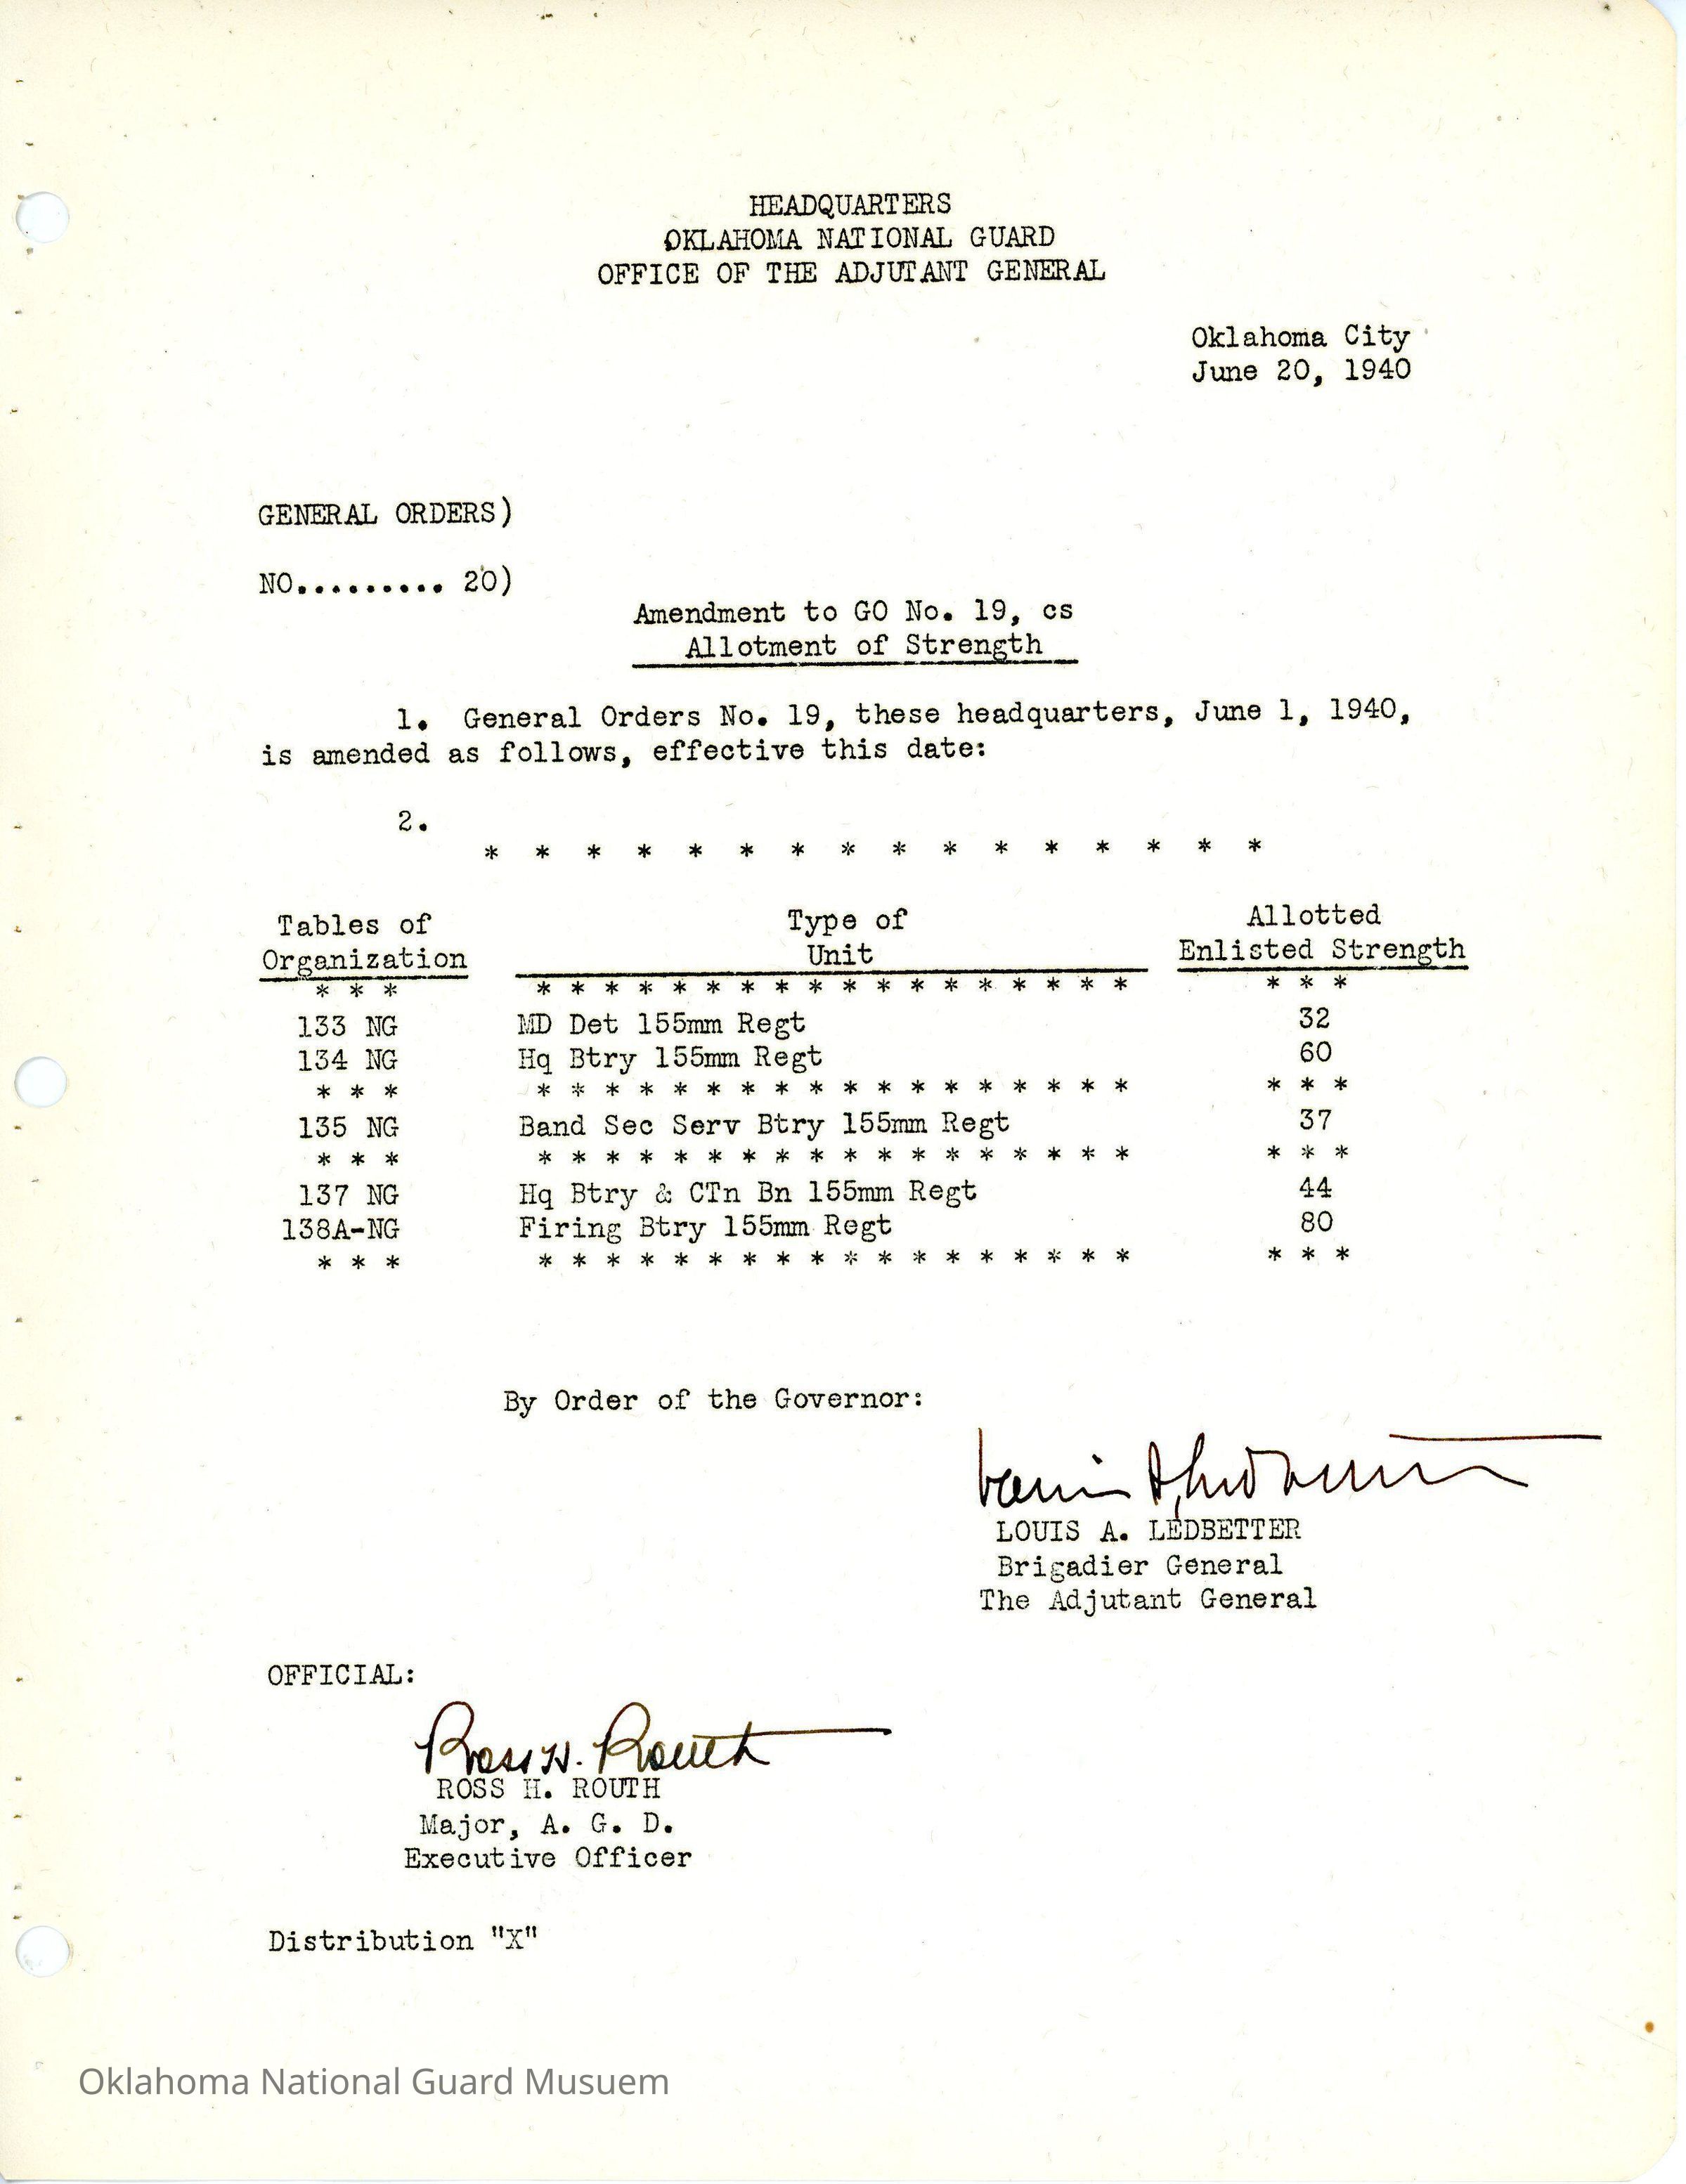 HEADQUARTERS
OKLAHOMA NATIONAL GUARD
OFFICE OF THE ADJUTANT GENERAL
Oklahoma City
June 20, 1940
GENERAL ORDERS)
NO......... 20)
Amendment to GO No. 19, cs
Allotment of Strength
1. General Orders No. 19, these headquarters, June 1, 1940,
is amended as follows, effective this date:
2.
* * * * * * * * * * * * * * * *
Tables of Type of Allotted
Organization Unit Enlisted Strength
* * * * * * * * * * * * * * * * * * * * * * * *
133 NG MD Det 155mm Regt 32
134 NG Hq Btry 155mm Regt 60
* * * * * * * * * * * * * * * * * * * * * * * *
135 NG Band Sec Serv Btry 155mm Regt 37
* * * * * * * * * * * * * * * * * * * * * * * *
137 NG Hq Btry & CTn Bn 155mm Regt 44
138A-NG Firing Btry 155mm Regt 80
* * * * * * * * * * * * * * * * * * * * * * * *
By Order of the Governor:
LOUIS A. LEDBETTER
Brigadier General
The Adjutant General
OFFICIAL:
Ross H. Routh
ROSS H. ROUTH
Major, A. G. D.
Executive Officer
Distribution "X"
Oklahoma National Guard Musuem